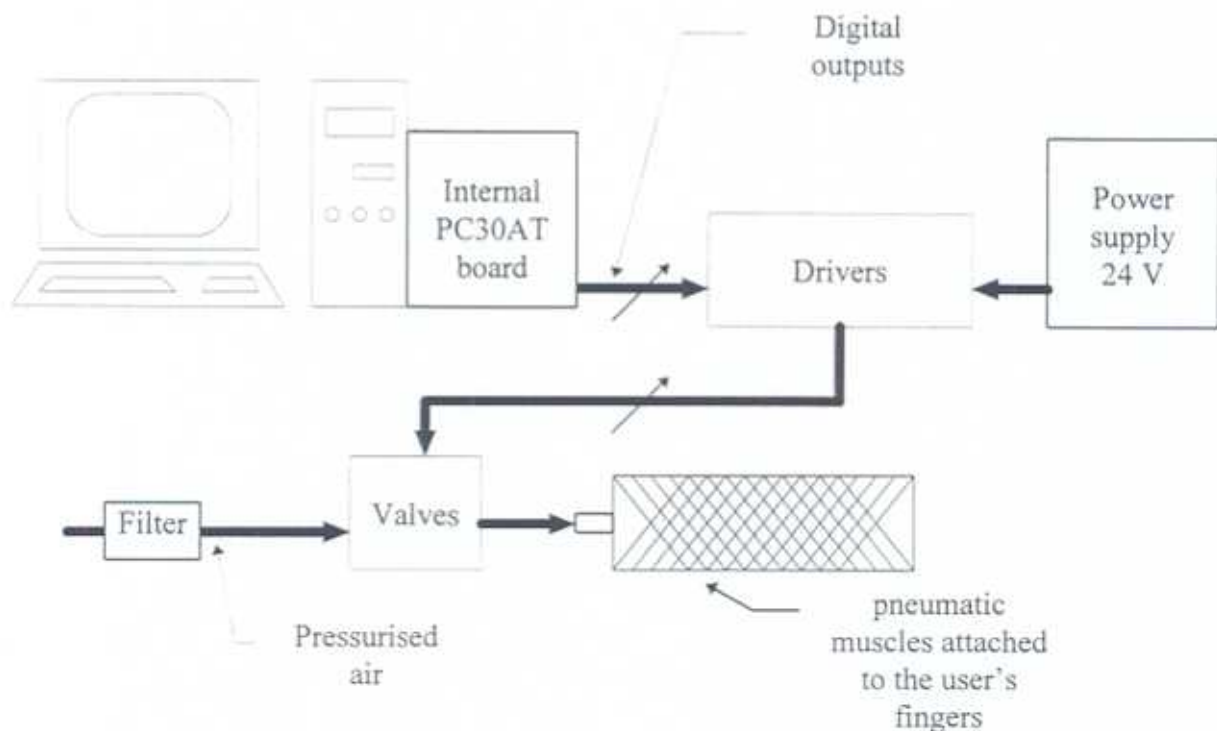 Digital
outputs
Internal
PC30AT
board
Drivers
Power
supply
24 V
Filter
Valves
Pressurised
air
pneumatic
muscles attached
to the user's
fingers